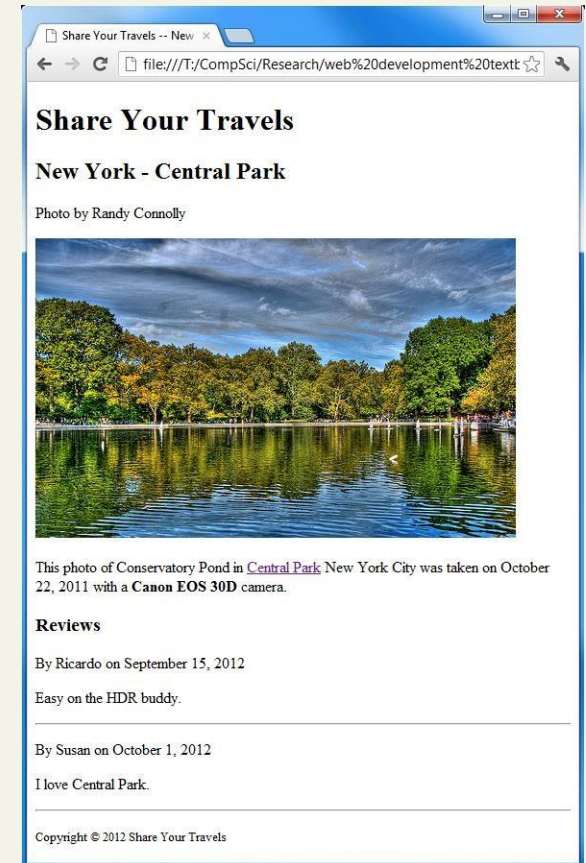 Share Your Travels -- New
file:///T:/CompSci/Research/web%20development%20textb
Share Your Travels
New York - Central Park
Photo by Randy Connolly
This photo of Conservatory Pond in Central Park New York City was taken on October
22, 2011 with a Canon EOS 30D camera.
Reviews
By Ricardo on September 15, 2012
Easy on the HDR buddy.
By Susan on October 1, 2012
I love Central Park.
Copyright © 2012 Share Your Travels